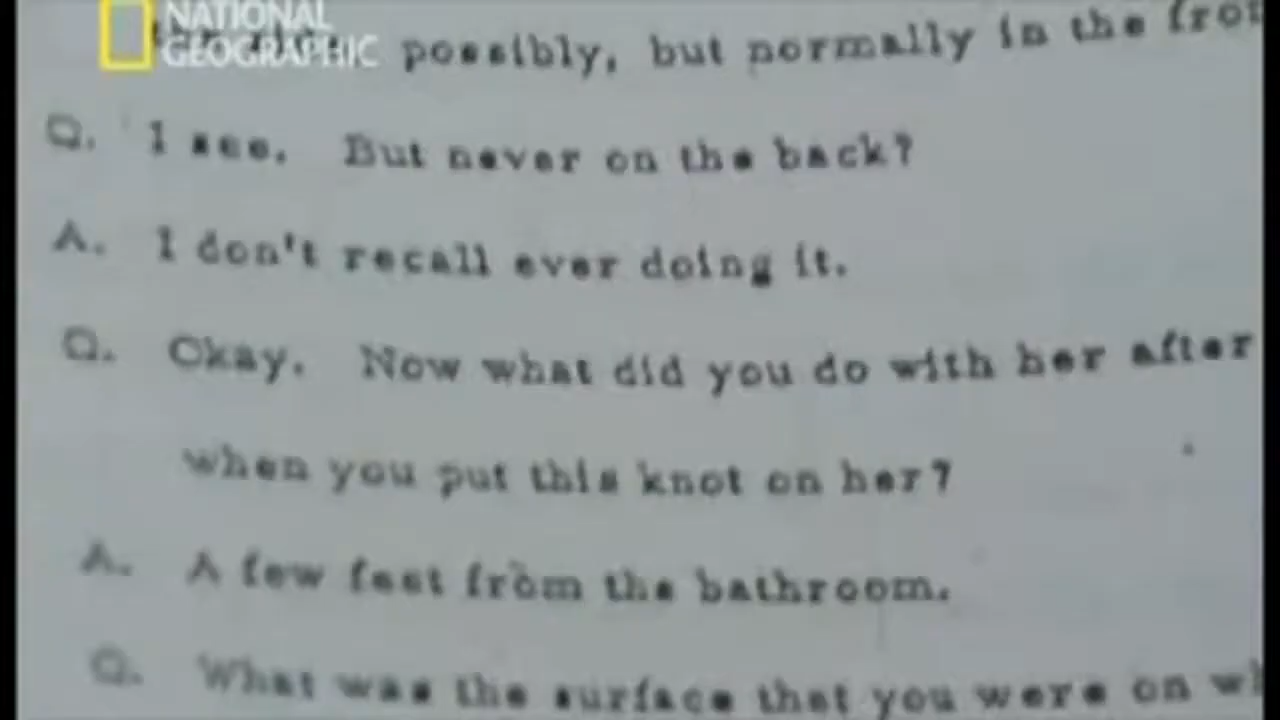 NATIONAL
GEOGRAPHIC
possibly, but normally in the
Q. I see. But never on the back?
A. I don't recall ever doing it.
Q. Okay. Now what did you do with her after
when you put this knot on her?
A. A few feet from the bathroom.
Q. What was the surface that you were on